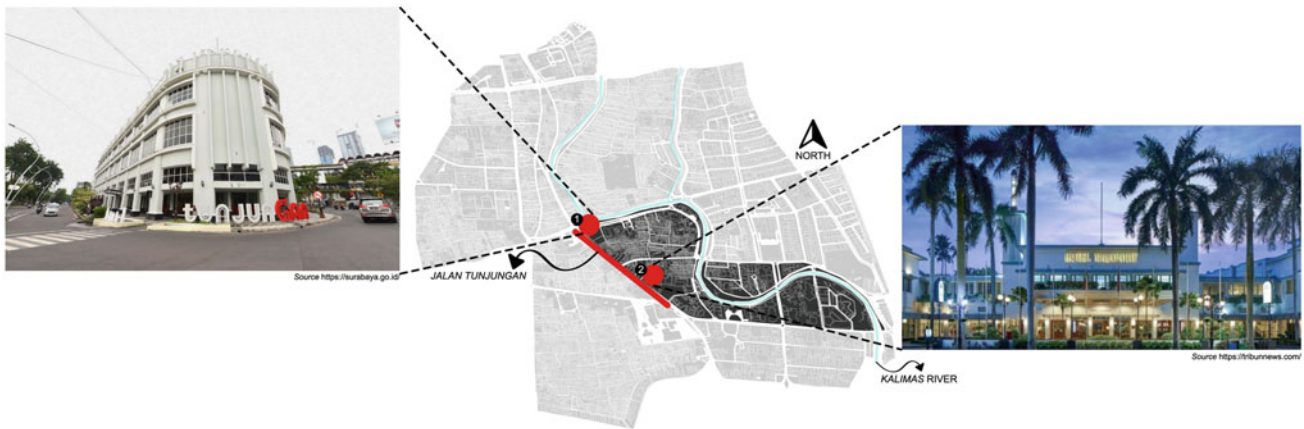 tunjungan
Source https://surabaya.go.id/
1
JALAN TUNJUNGAN
2
NORTH
KALIMAS RIVER
Source https://tribunnews.com/